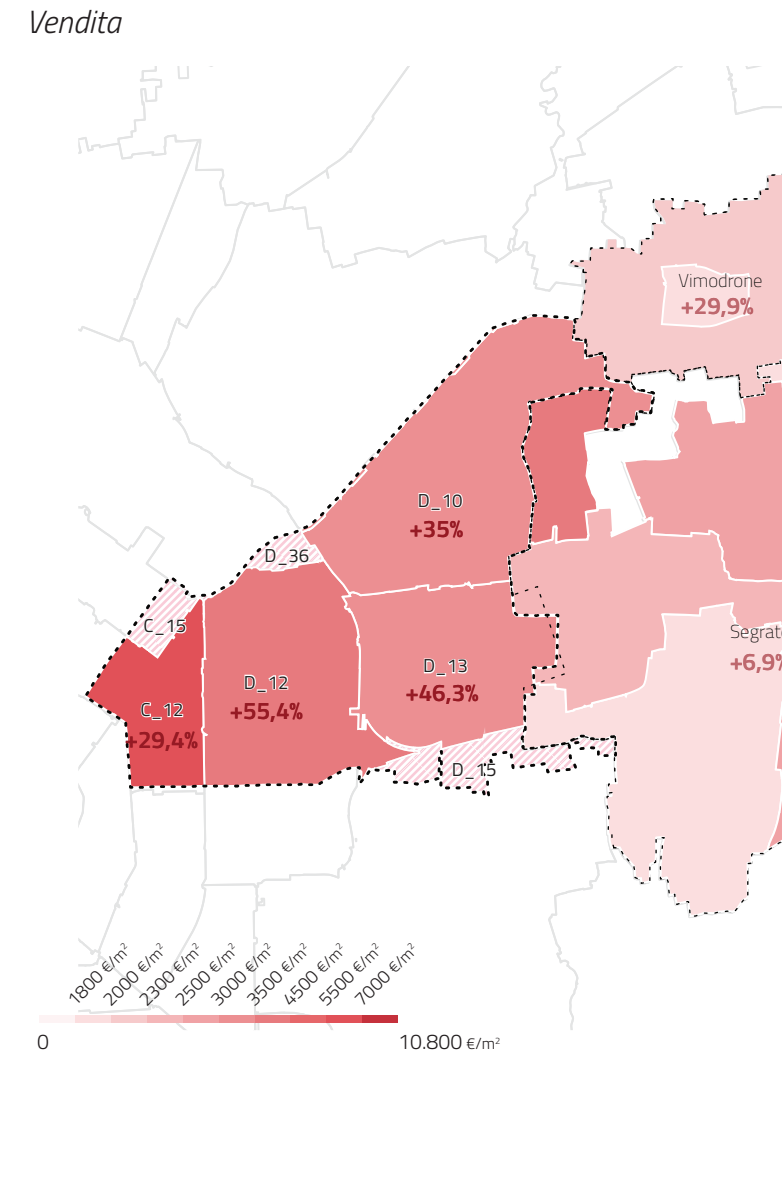 Vendita
Vimodrone
+29,9%
D_10
+35%
D_36
C_15
Segrat
+6,9%
D_13
+46,3%
D_12
+55,4%
C_12
+29,4%
D_15
1800 €/m²
2000 €/m²
2300 €/m²
2500 €/m²
3000 €/m²
3500 €/m²
4500 €/m²
5500 €/m²
7000 €/m²
0
10.800 €/m²